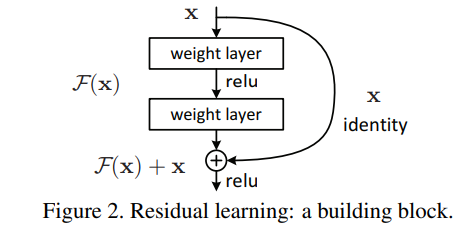 x
weight layer
F(x)
relu
x
weight layer
identity
F(x) + x
+
relu
Figure 2. Residual learning: a building block.